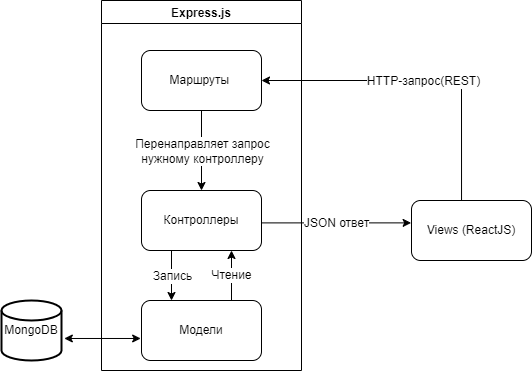 Express.js
Маршруты
HTTP-запрос(REST)
Перенаправляет запрос
нужному контроллеру
Контроллеры
JSON ответ
Views (ReactJS)
Запись
Чтение
MongoDB
Модели